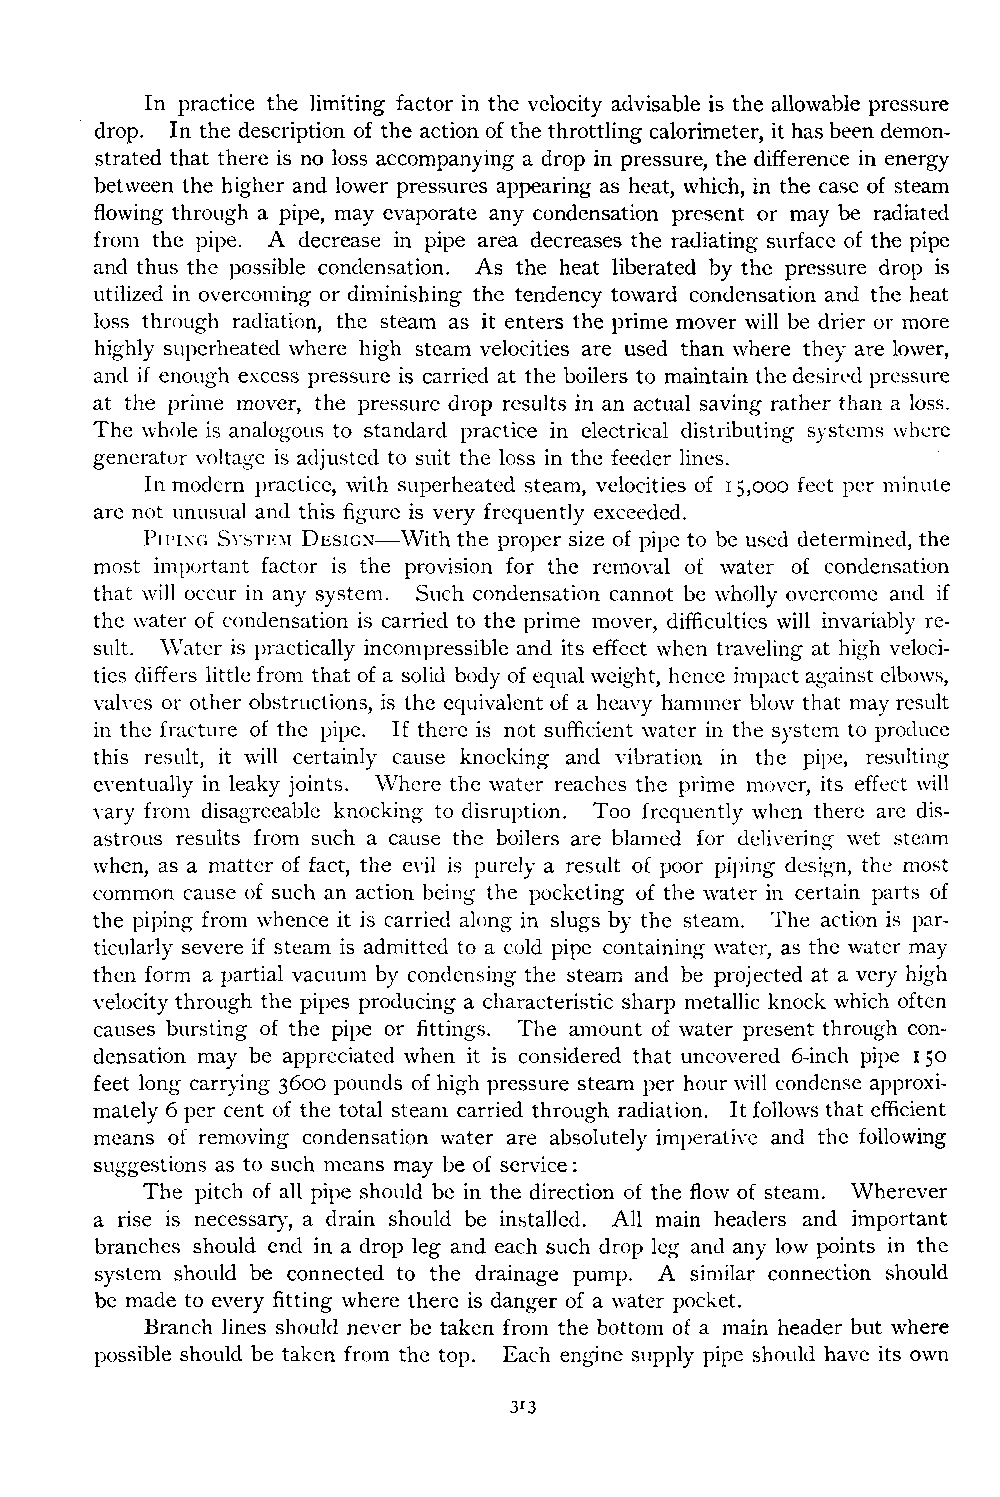 In practice the limiting factor in the velocity advisable is the allowable pressure
drop. In the description of the action of the throttling calorimeter, it has been demon-
strated that there is no loss accompanying a drop in pressure, the difference in energy
between the higher and lower pressures appearing as heat, which, in the case of steam
flowing through a pipe, may evaporate any condensation present or may be radiated
from the pipe. A decrease in pipe area decreases the radiating surface of the pipe
and thus the possible condensation. As the heat liberated by the pressure drop is
utilized in overcoming or diminishing the tendency toward condensation and the heat
loss through radiation, the steam as it enters the prime mover will be drier or more
highly superheated where high steam velocities are used than where they are lower,
and if enough excess pressure is carried at the boilers to maintain the desired pressure
at the prime mover, the pressure drop results in an actual saving rather than a loss.
The whole is analogous to standard practice in electrical distributing systems where
generator voltage is adjusted to suit the loss in the feeder lines.
In modern practice, with superheated steam, velocities of 15,000 feet per minute
are not unusual and this figure is very frequently exceeded.
PIPING SYSTEM DESIGN—With the proper size of pipe to be used determined, the
most important factor is the provision for the removal of water of condensation
that will occur in any system. Such condensation cannot be wholly overcome and if
the water of condensation is carried to the prime mover, difficulties will invariably re-
sult. Water is practically incompressible and its effect when traveling at high veloci-
ties differs little from that of a solid body of equal weight, hence impact against elbows,
valves or other obstructions, is the equivalent of a heavy hammer blow that may result
in the fracture of the pipe. If there is not sufficient water in the system to produce
this result, it will certainly cause knocking and vibration in the pipe, resulting
eventually in leaky joints. Where the water reaches the prime mover, its effect will
vary from disagreeable knocking to disruption. Too frequently when there are dis-
astrous results from such a cause the boilers are blamed for delivering wet steam
when, as a matter of fact, the evil is purely a result of poor piping design, the most
common cause of such an action being the pocketing of the water in certain parts of
the piping from whence it is carried along in slugs by the steam. The action is par-
ticularly severe if steam is admitted to a cold pipe containing water, as the water may
then form a partial vacuum by condensing the steam and be projected at a very high
velocity through the pipes producing a characteristic sharp metallic knock which often
causes bursting of the pipe or fittings. The amount of water present through con-
densation may be appreciated when it is considered that uncovered 6-inch pipe 150
feet long carrying 3600 pounds of high pressure steam per hour will condense approxi-
mately 6 per cent of the total steam carried through radiation. It follows that efficient
means of removing condensation water are absolutely imperative and the following
suggestions as to such means may be of service:
The pitch of all pipe should be in the direction of the flow of steam. Wherever
a rise is necessary, a drain should be installed. All main headers and important
branches should end in a drop leg and each such drop leg and any low points in the
system should be connected to the drainage pump. A similar connection should
be made to every fitting where there is danger of a water pocket.
Branch lines should never be taken from the bottom of a main header but where
possible should be taken from the top. Each engine supply pipe should have its own
313